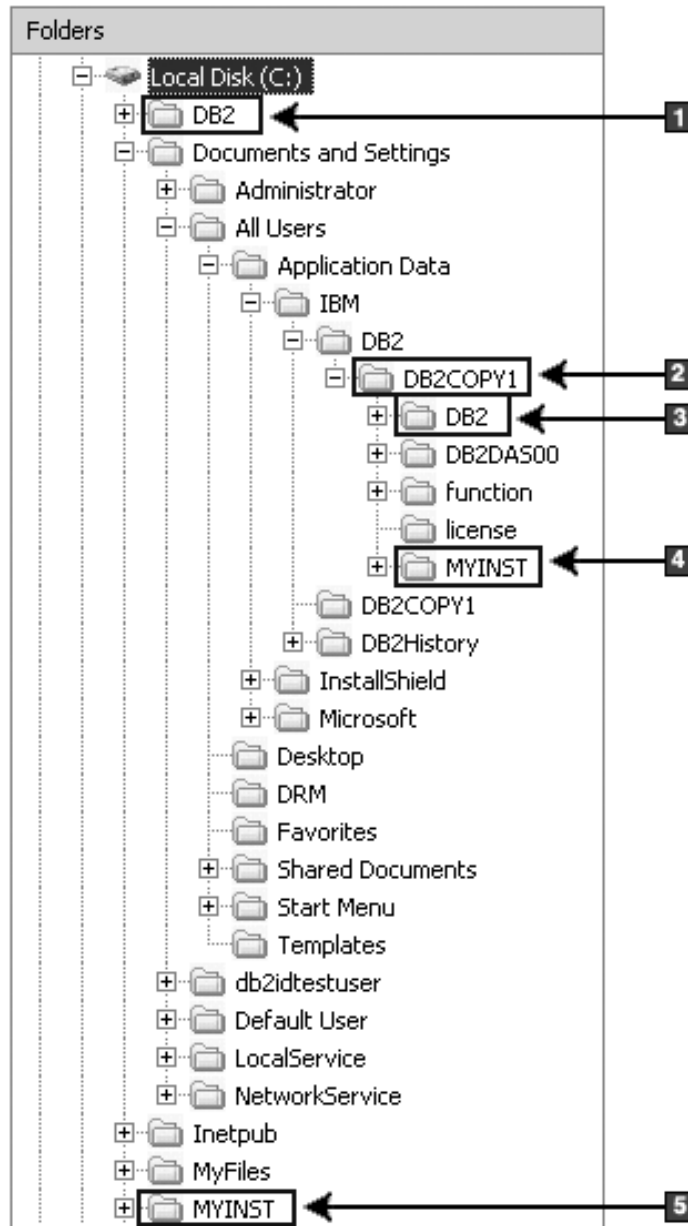 Folders
Local Disk (C:)
DB2 1
Documents and Settings
Administrator
All Users
Application Data
IBM
DB2
DB2COPY1 2
DB2 3
DB2DAS00
function
license
MYINST 4
DB2COPY1
DB2History
InstallShield
Microsoft
Desktop
DRM
Favorites
Shared Documents
Start Menu
Templates
db2idtestuser
Default User
LocalService
NetworkService
Inetpub
MyFiles
MYINST 5